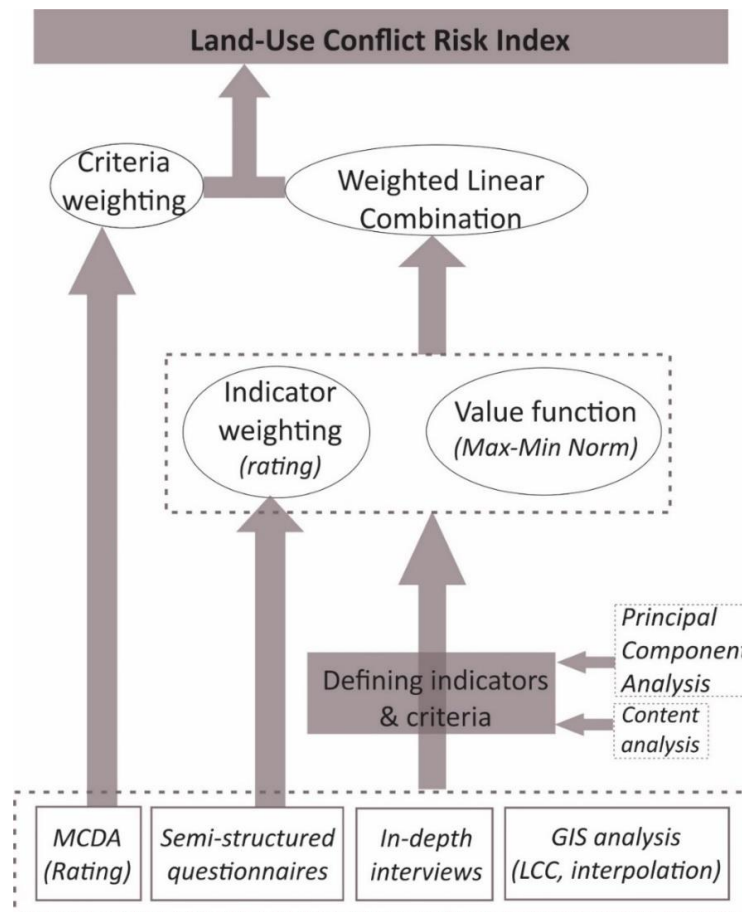 Land-Use Conflict Risk Index
Criteria
weighting
Weighted Linear
Combination
Indicator
weighting
(rating)
Value function
(Max-Min Norm)
Principal
Component
Analysis
Defining indicators
& criteria
Content
analysis
MCDA
(Rating)
Semi-structured
questionnaires
In-depth
interviews
GIS analysis
(LCC, interpolation)